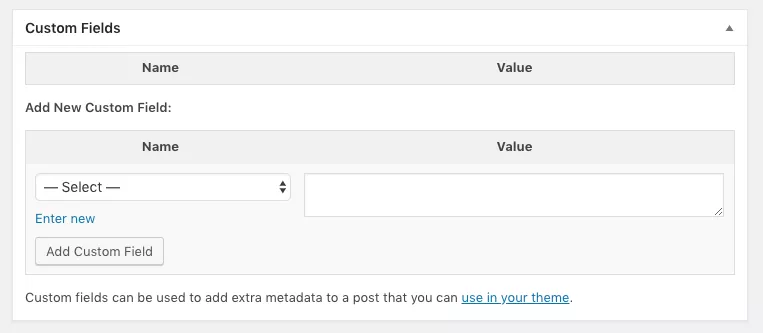 Custom Fields
Name Value
Add New Custom Field:
Name Value
— Select —
Enter new
Add Custom Field
Custom fields can be used to add extra metadata to a post that you can use in your theme.